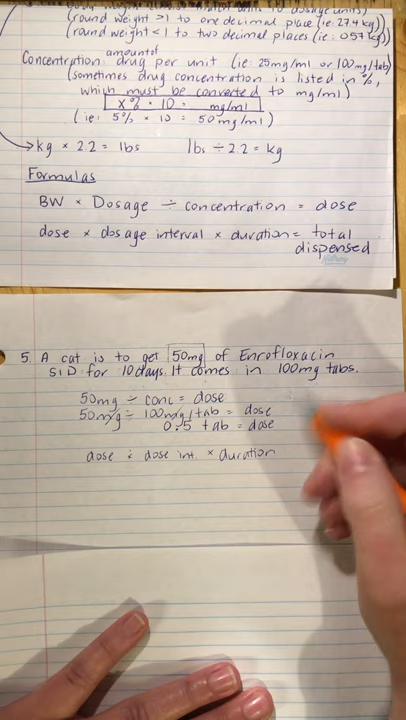 (round weight >1 to one decimal place (ie: 27.4 kg))
(round weight <1 to two decimal places (ie: 0.57 kg))
amount of
Concentration: drug per unit (ie: 25mg/ml or 100mg/tab)
(sometimes drug concentration is listed in %,
which must be converted to mg/ml)
X% · 10 = mg/ml
(ie: 5% × 10 = 50mg/ml)
kg × 2.2 = lbs lbs ÷ 2.2 = kg
Formulas
BW × Dosage ÷ concentration = dose
dose × dosage interval × duration = total
dispensed
5. A cat is to get 50mg of Enrofloxacin
SID for 10 days. It comes in 100mg tabs.
50mg ÷ conc = dose
50mg ÷ 100mg/tab = dose
0.5 tab = dose
dose × dose int. × duration